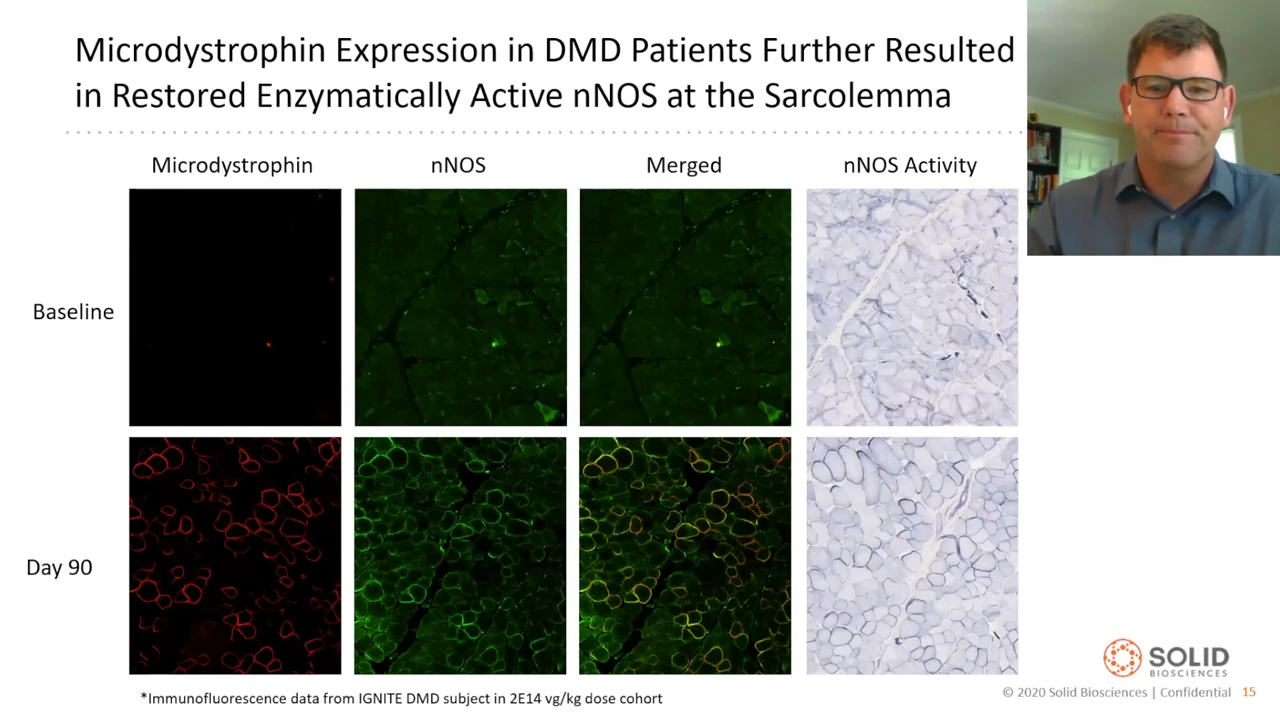 Microdystrophin Expression in DMD Patients Further Resulted
in Restored Enzymatically Active nNOS at the Sarcolemma
Microdystrophin
nNOS
Merged
nNOS Activity
Baseline
Day 90
*Immunofluorescence data from IGNITE DMD subject in 2E14 vg/kg dose cohort
SOLID
BIOSCIENCES
© 2020 Solid Biosciences | Confidential 15